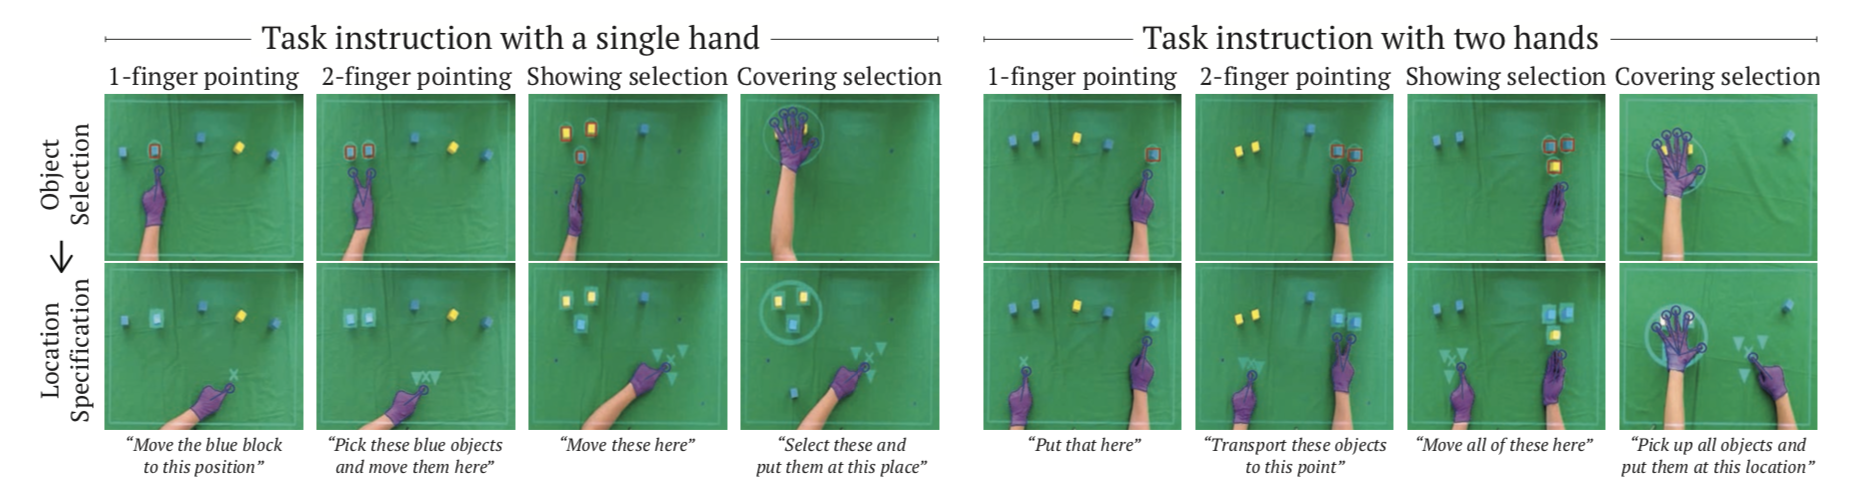 Task instruction with a single hand
Task instruction with two hands
1-finger pointing
2-finger pointing
Showing selection
Covering selection
1-finger pointing
2-finger pointing
Showing selection
Covering selection
Object
Selection
Location
Specification
“Move the blue block
to this position”
“Pick these blue objects
and move them here”
“Move these here”
“Select these and
put them at this place”
“Put that here”
“Transport these objects
to this point”
“Move all of these here”
“Pick up all objects and
put them at this location”